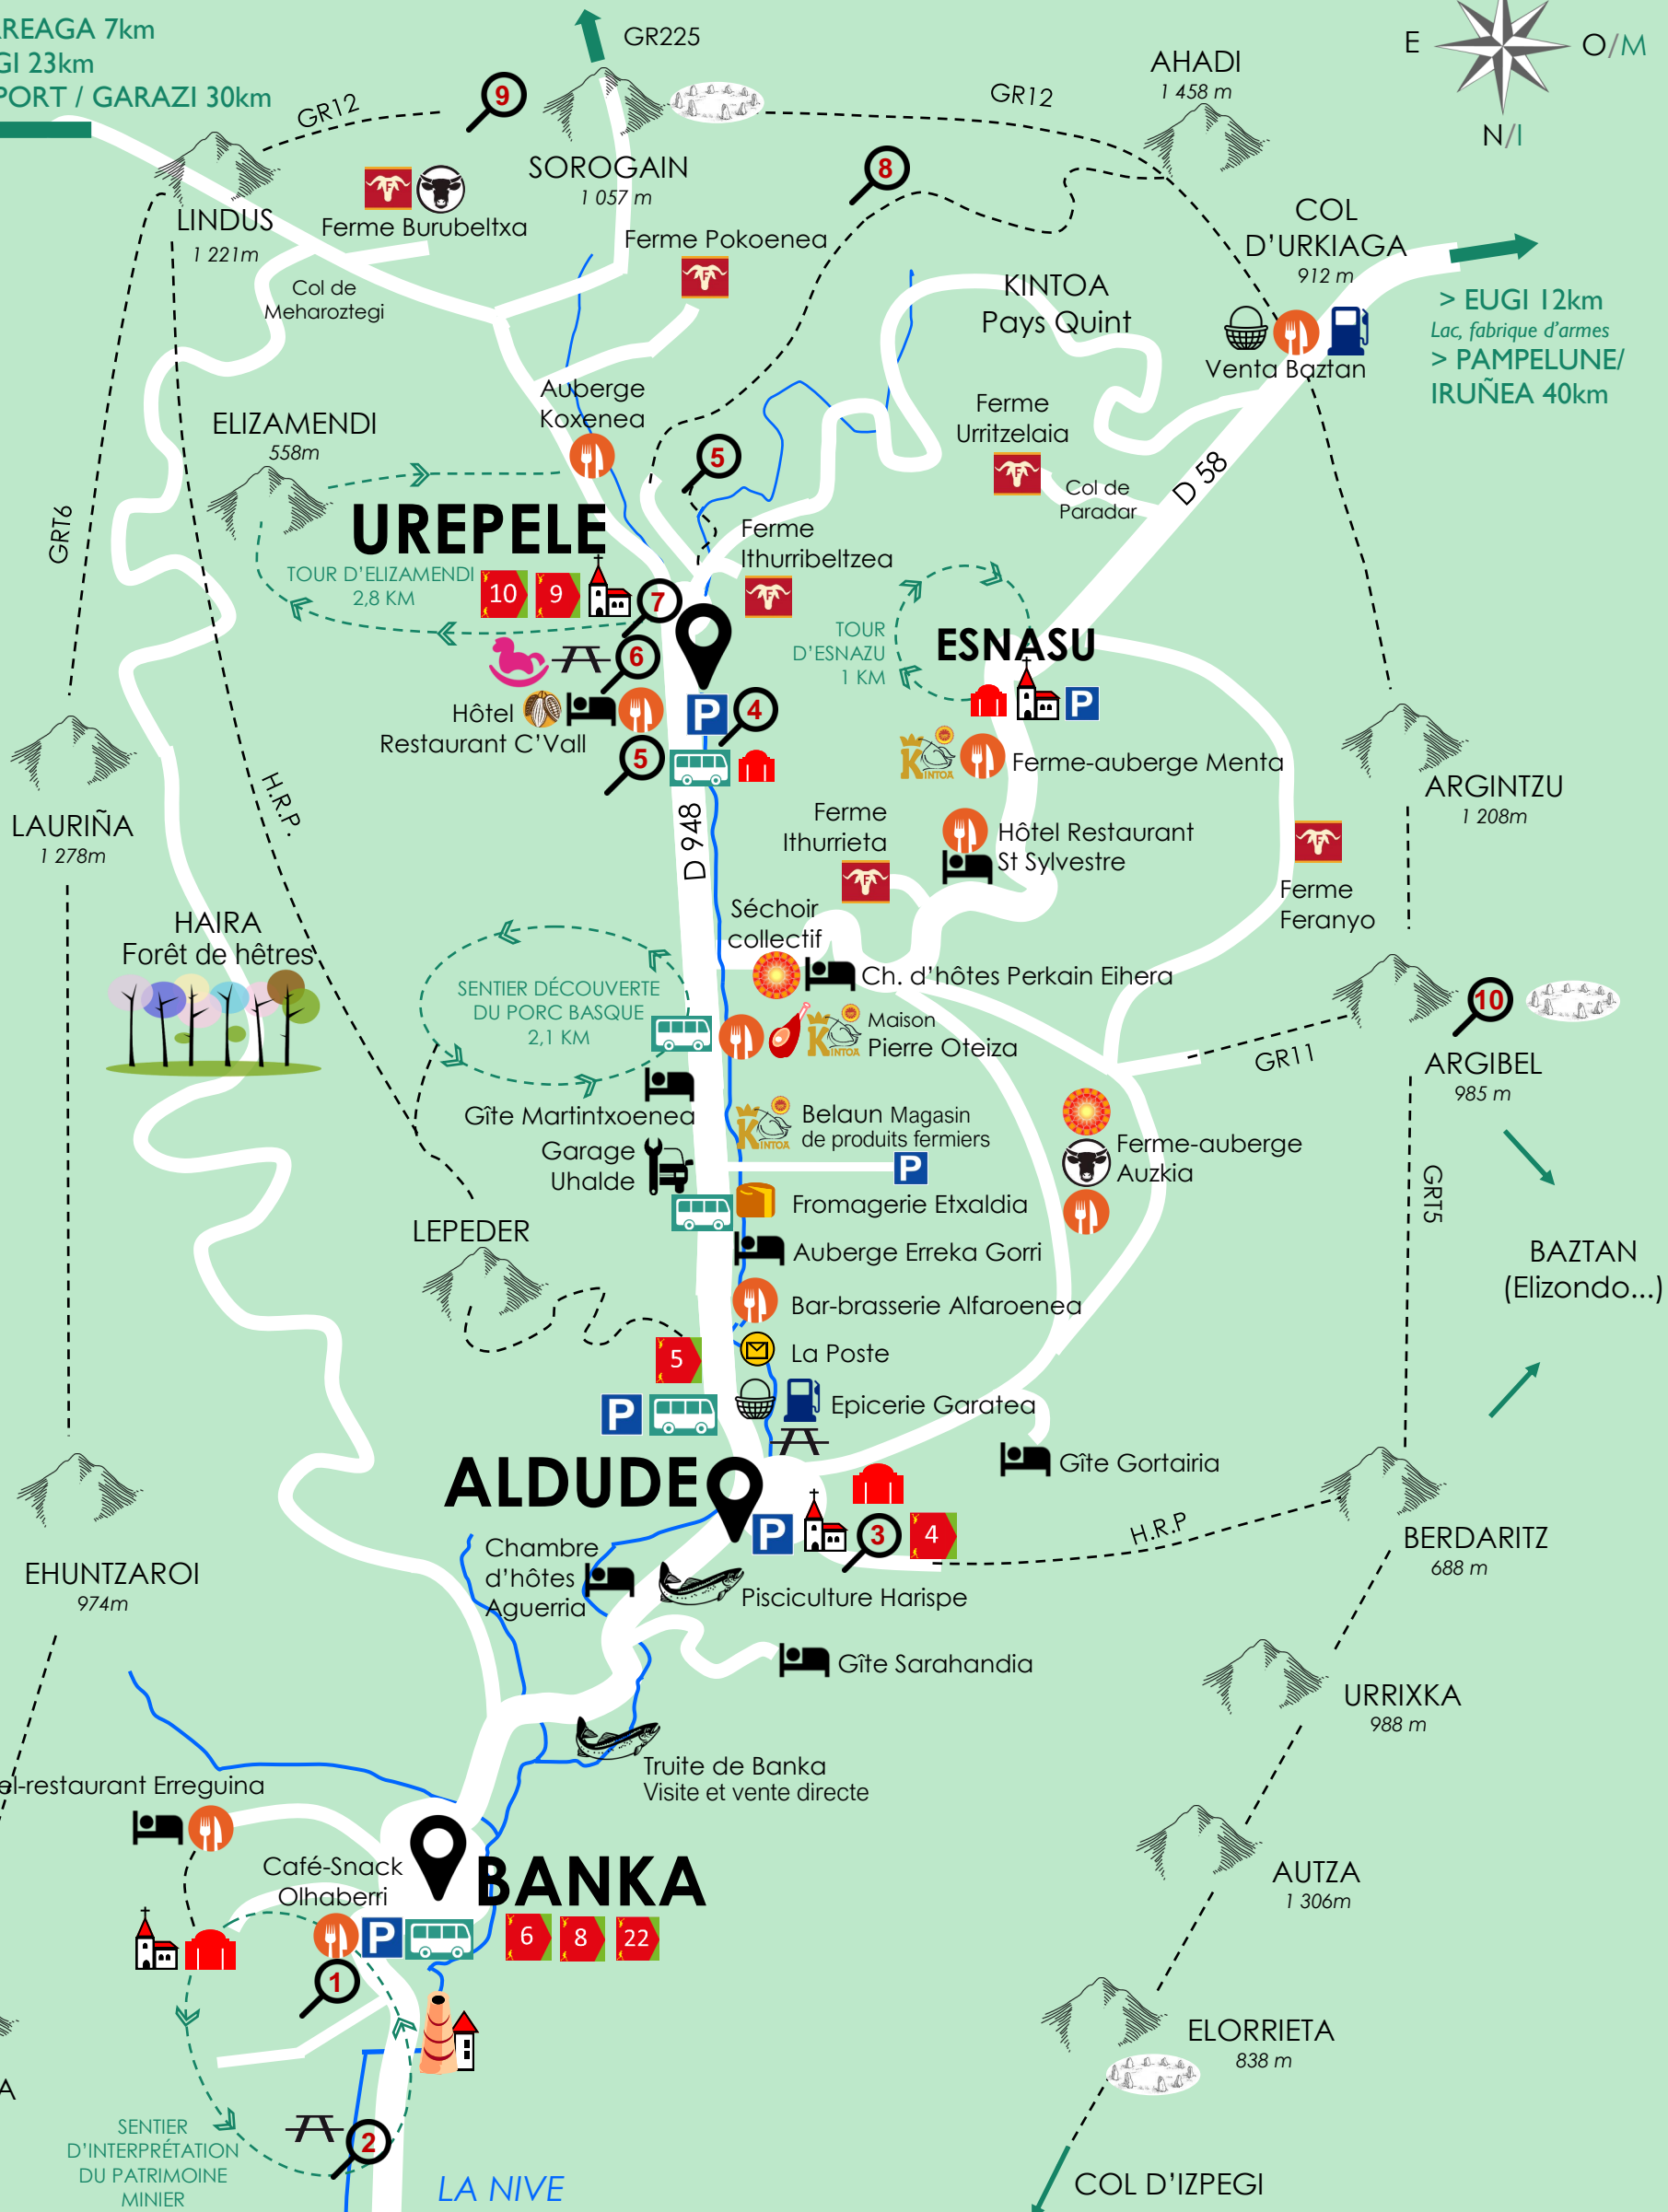 REAGA 7km
GI 23km
PORT / GARAZI 30km
GR225
E
O/M
N/I
AHADI
1 458 m
GR12
GR12
9
SOROGAIN
1 057 m
8
LINDUS
1 221m
Ferme Burubeltxa
Ferme Pokoenea
COL
D'URKIAGA
912 m
Col de
Meharoztegi
KINTOA
Pays Quint
> EUGI 12km
Lac, fabrique d'armes
> PAMPELUNE/
IRUÑEA 40km
Venta Baztan
Auberge
Koxenea
ELIZAMENDI
558m
Ferme
Urritzelaia
5
D 58
Col de
Paradar
GRT6
UREPELE
Ferme
Ithurribeltzea
TOUR D'ELIZAMENDI
2,8 KM
10
9
7
TOUR
D'ESNAZU
1 KM
ESNASU
6
P
4
P
Hôtel
Restaurant C'Vall
5
KINTOA
Ferme-auberge Menta
H.R.P.
LAURIÑA
1 278m
ARGINTZU
1 208m
D 948
Ferme
Ithurrieta
Hôtel Restaurant
St Sylvestre
Ferme
Feranyo
HAIRA
Forêt de hêtres
Séchoir
collectif
Ch. d'hôtes Perkain Eihera
SENTIER DÉCOUVERTE
DU PORC BASQUE
2,1 KM
KINTOA
Maison
Pierre Oteiza
10
GR11
ARGIBEL
985 m
Gîte Martintxoenea
KINTOA
Belaun Magasin
de produits fermiers
Garage
Uhalde
P
Ferme-auberge
Auzkia
Fromagerie Etxaldia
GRT5
LEPEDER
Auberge Erreka Gorri
BAZTAN
(Elizondo...)
Bar-brasserie Alfaroenea
5
La Poste
P
Epicerie Garatea
Gîte Gortairia
ALDUDE
P
3
4
H.R.P
BERDARITZ
688 m
Chambre
d'hôtes
Aguerria
EHUNTZAROI
974m
Pisciculture Harispe
Gîte Sarahandia
URRIXKA
988 m
Truite de Banka
Visite et vente directe
el-restaurant Erreguina
Café-Snack
Olhaberri
BANKA
AUTZA
1 306m
P
6
8
22
1
ELORRIETA
838 m
A
SENTIER
D'INTERPRÉTATION
DU PATRIMOINE
MINIER
2
LA NIVE
COL D'IZPEGI